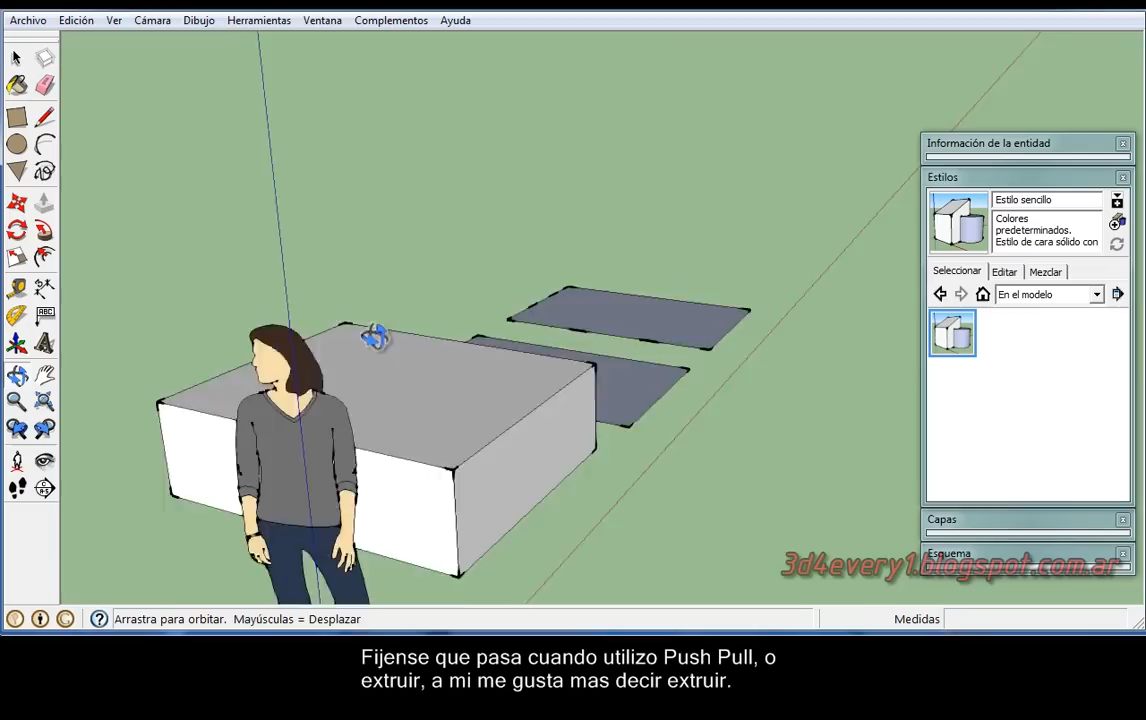 Archivo Edición Ver Cámara Dibujo Herramientas Ventana Complementos Ayuda
Información de la entidad
Estilos
Estilo sencillo
Colores
predeterminados.
Estilo de cara sólido con
Seleccionar Editar Mezclar
En el modelo
ABC
Capas
Esquema
3d4every1.blogspot.com.ar
Arrastra para orbitar. Mayúsculas = Desplazar
Medidas
Fijense que pasa cuando utilizo Push Pull, o
extruir, a mi me gusta mas decir extruir.